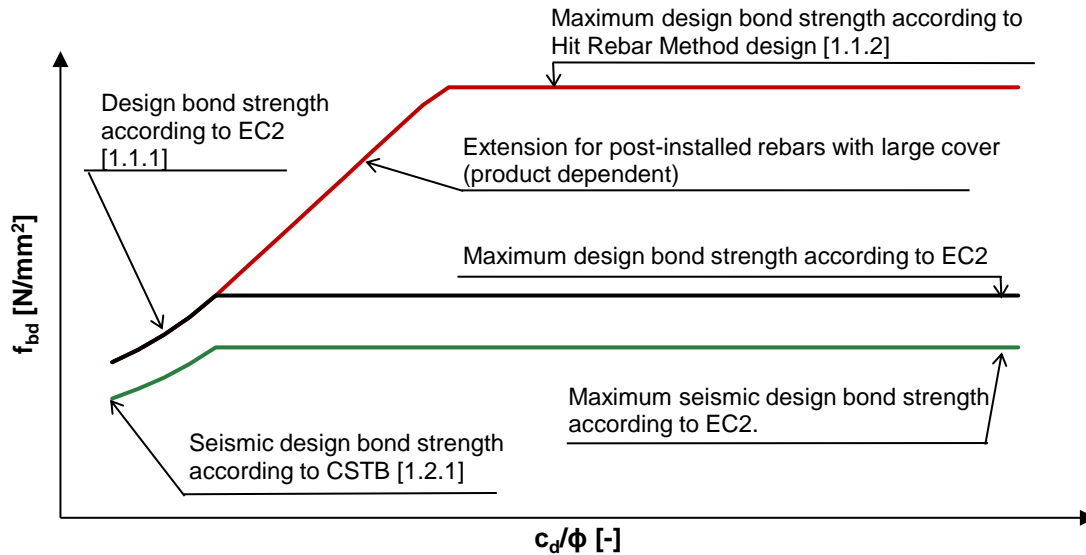 Maximum design bond strength according to
Hit Rebar Method design [1.1.2]
Design bond strength
according to EC2
[1.1.1]
Extension for post-installed rebars with large cover
(product dependent)
Maximum design bond strength according to EC2
f_bd [N/mm²]
Maximum seismic design bond strength
according to EC2.
Seismic design bond strength
according to CSTB [1.2.1]
c_d/ϕ [-]